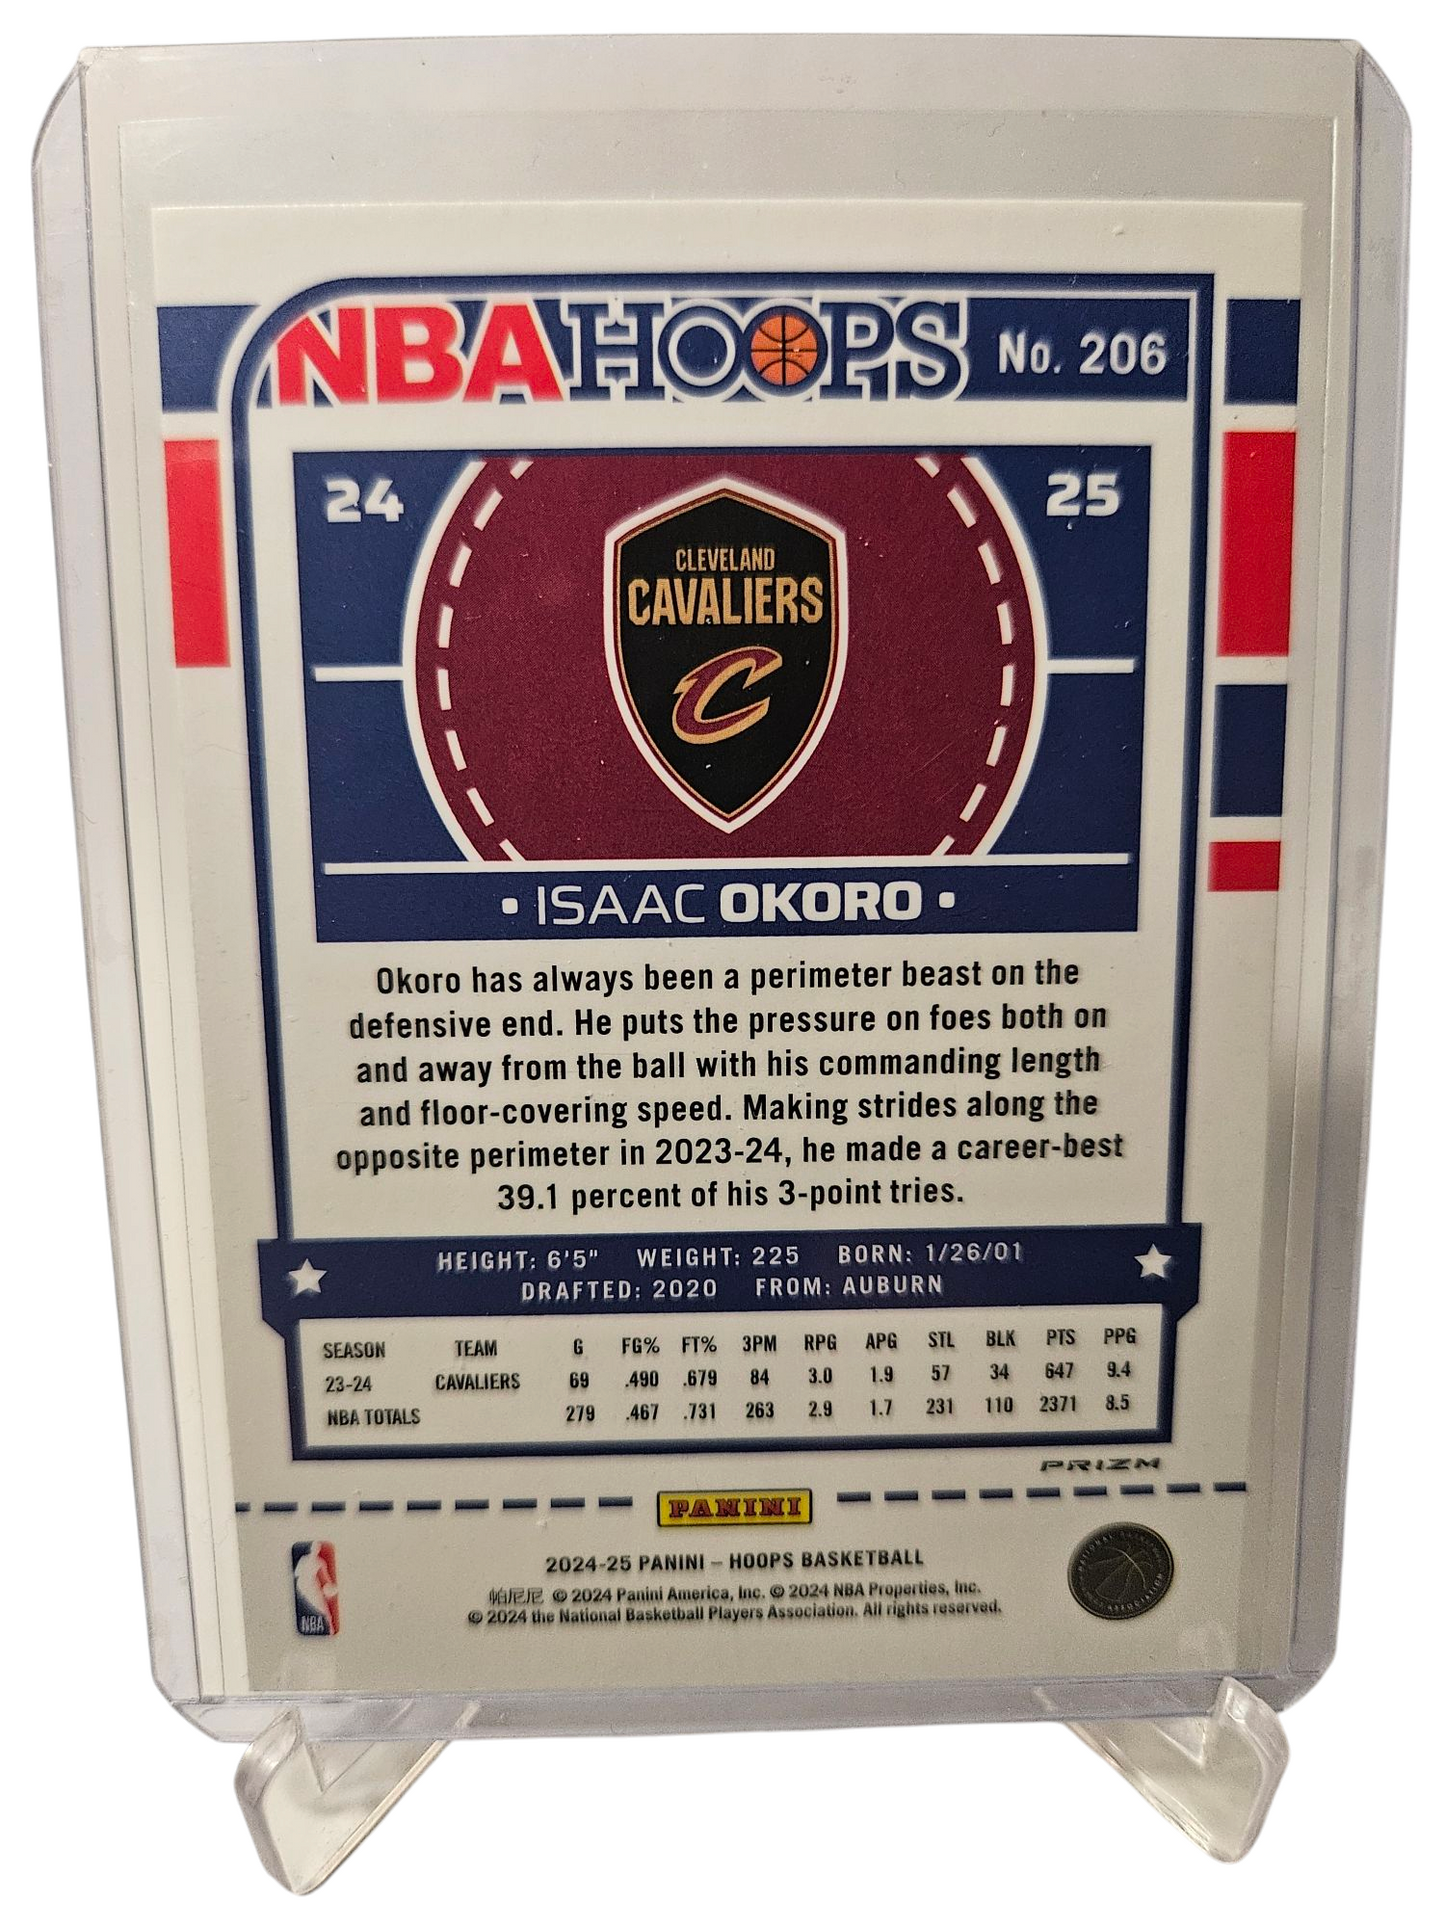 NBA HOOPS No. 206
24 25
CLEVELAND
CAVALIERS
C
• ISAAC OKORO •
Okoro has always been a perimeter beast on the
defensive end. He puts the pressure on foes both on
and away from the ball with his commanding length
and floor-covering speed. Making strides along the
opposite perimeter in 2023-24, he made a career-best
39.1 percent of his 3-point tries.
HEIGHT: 6'5" WEIGHT: 225 BORN: 1/26/01
DRAFTED: 2020 FROM: AUBURN
SEASON TEAM G FG% FT% 3PM RPG APG STL BLK PTS PPG
23-24 CAVALIERS 69 .490 .679 84 3.0 1.9 57 34 647 9.4
NBA TOTALS 279 .467 .731 263 2.9 1.7 231 110 2371 8.5
PRIZM
PANINI
2024-25 PANINI – HOOPS BASKETBALL
帕尼尼 © 2024 Panini America, Inc. © 2024 NBA Properties, Inc.
© 2024 the National Basketball Players Association. All rights reserved.
NBA